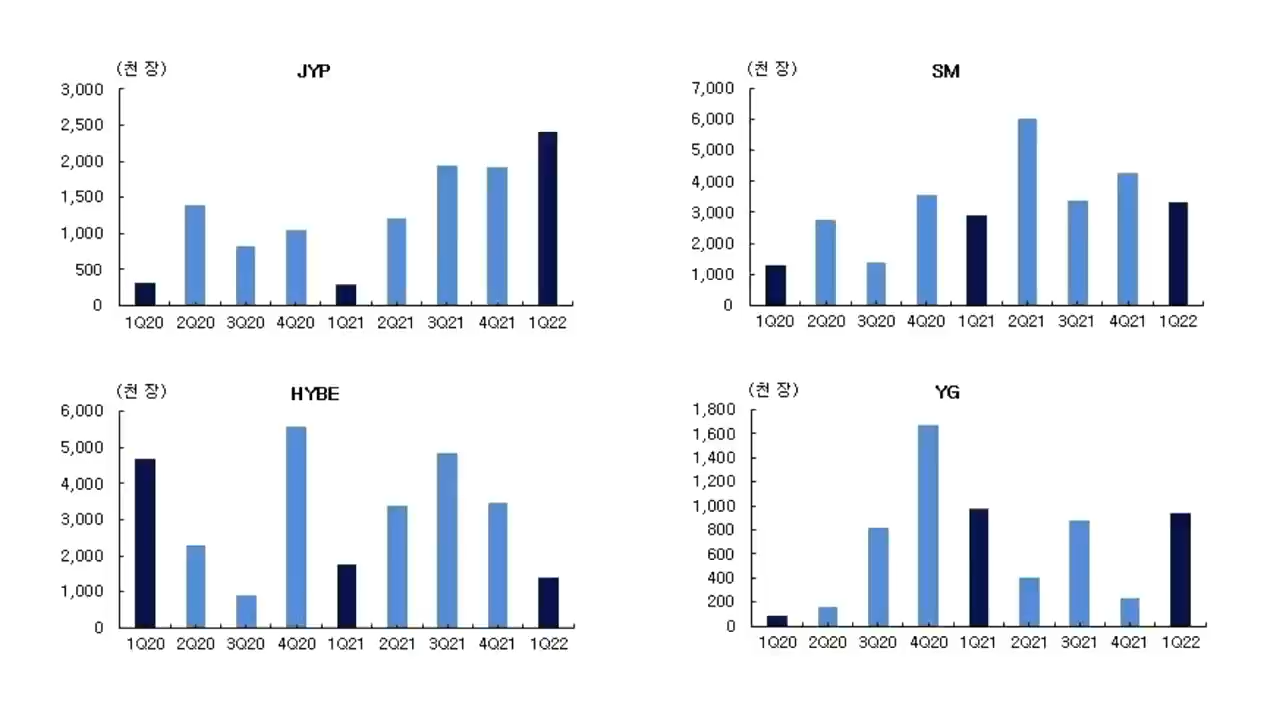 (천 장)
JYP
3,000
2,500
2,000
1,500
1,000
500
0
1Q20 2Q20 3Q20 4Q20 1Q21 2Q21 3Q21 4Q21 1Q22
(천 장)
SM
7,000
6,000
5,000
4,000
3,000
2,000
1,000
0
1Q20 2Q20 3Q20 4Q20 1Q21 2Q21 3Q21 4Q21 1Q22
(천 장)
HYBE
6,000
5,000
4,000
3,000
2,000
1,000
0
1Q20 2Q20 3Q20 4Q20 1Q21 2Q21 3Q21 4Q21 1Q22
(천 장)
YG
1,800
1,600
1,400
1,200
1,000
800
600
400
200
0
1Q20 2Q20 3Q20 4Q20 1Q21 2Q21 3Q21 4Q21 1Q22